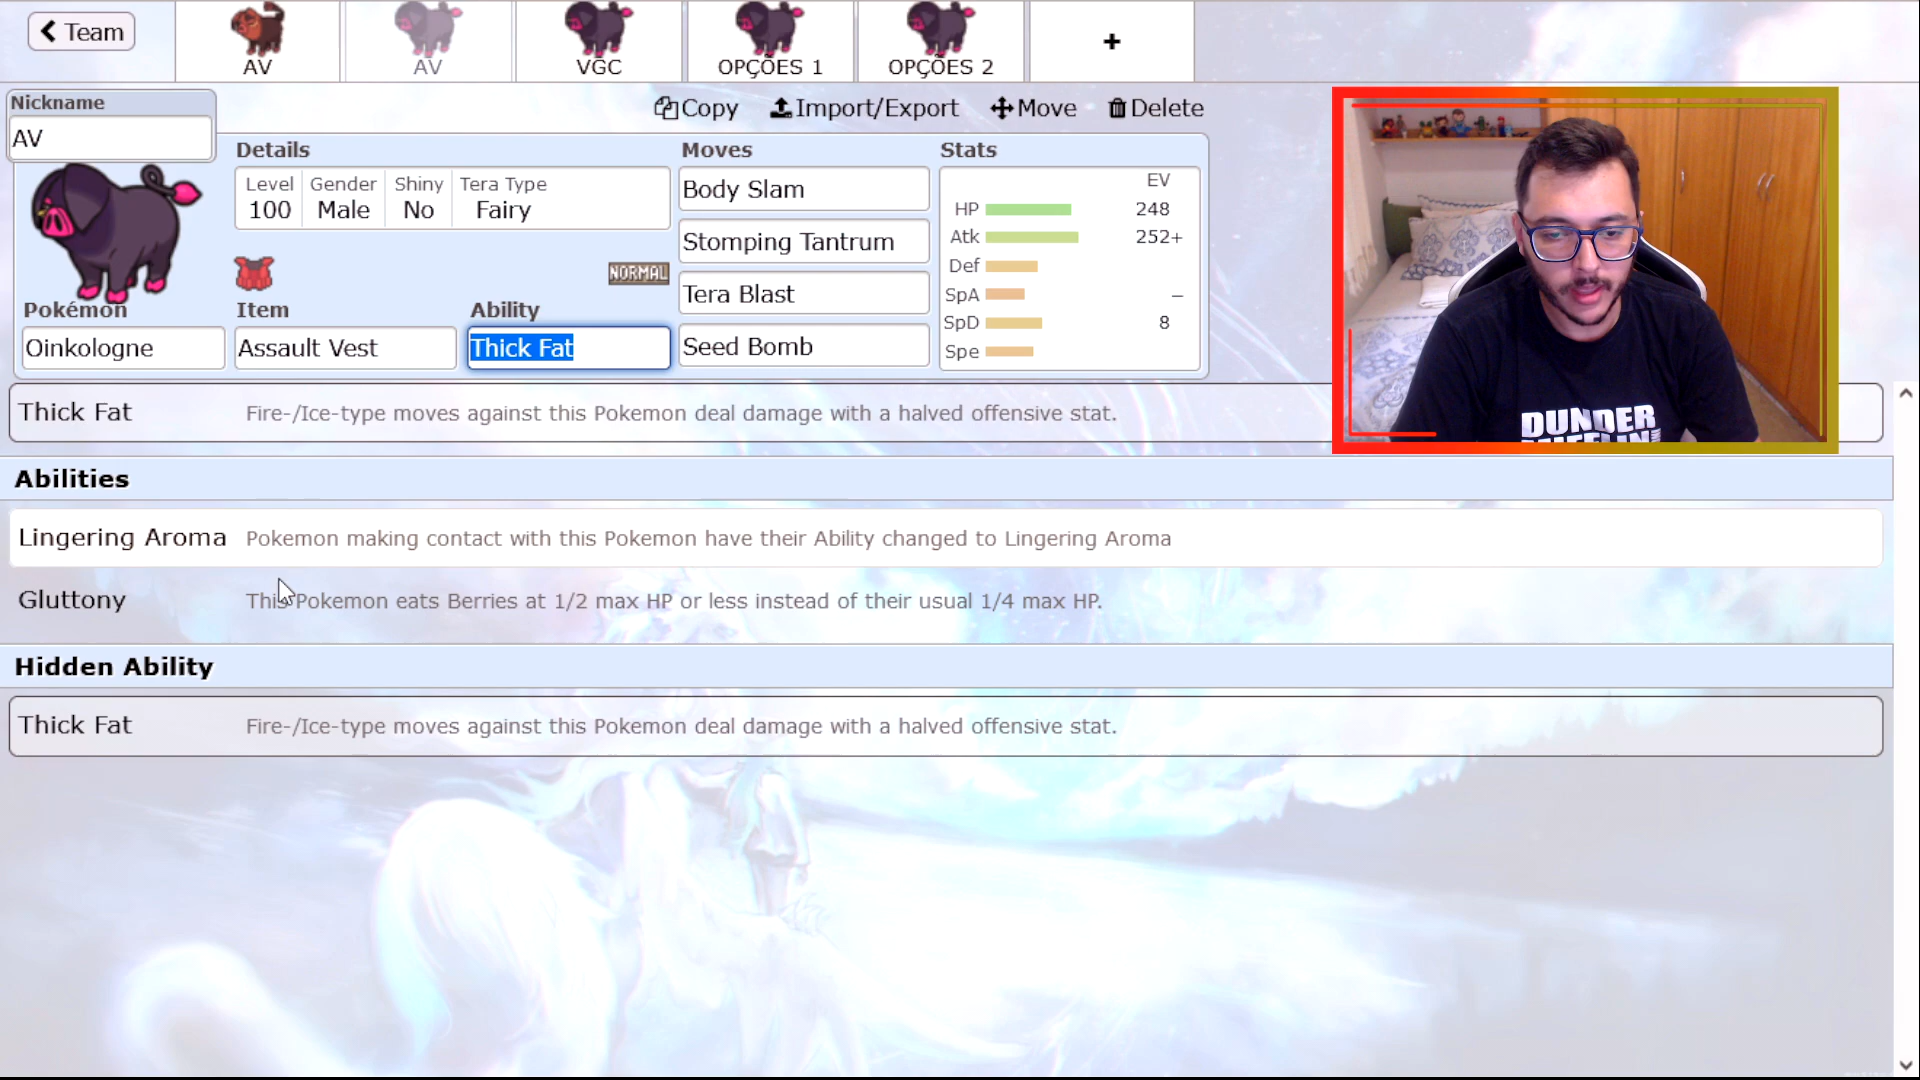 Team
AV
AV
VGC
OPÇÕES 1
OPÇÕES 2
+
Nickname
AV
Copy
Import/Export
Move
Delete
Details
Moves
Stats
Level
Gender
Shiny
Tera Type
100
Male
No
Fairy
Body Slam
Stomping Tantrum
Tera Blast
Seed Bomb
EV
HP 248
Atk 252+
Def
SpA –
SpD 8
Spe
NORMAL
Pokémon
Item
Ability
Oinkologne
Assault Vest
Thick Fat
Thick Fat Fire-/Ice-type moves against this Pokemon deal damage with a halved offensive stat.
Abilities
Lingering Aroma Pokemon making contact with this Pokemon have their Ability changed to Lingering Aroma
Gluttony This Pokemon eats Berries at 1/2 max HP or less instead of their usual 1/4 max HP.
Hidden Ability
Thick Fat Fire-/Ice-type moves against this Pokemon deal damage with a halved offensive stat.
DUNDER
MIFFLIN